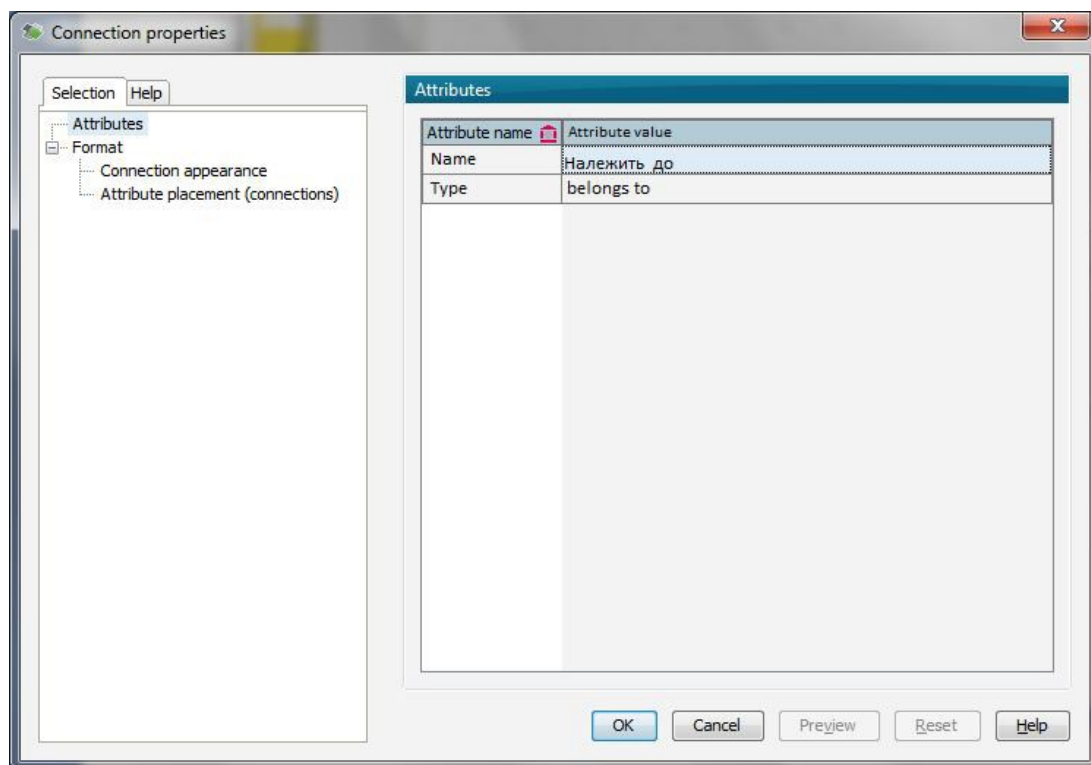 Connection properties
Selection Help
Attributes
Format
Connection appearance
Attribute placement (connections)
Attributes
Attribute name Attribute value
Name Належить до
Type belongs to
OK Cancel Preview Reset Help